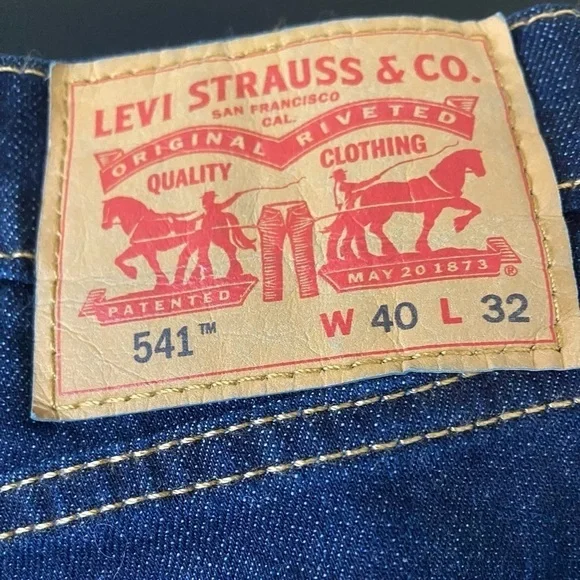 LEVI STRAUSS & CO.
SAN FRANCISCO
CAL.
ORIGINAL RIVETED
QUALITY CLOTHING
PATENTED MAY 20 1873 ®
541™ W 40 L 32